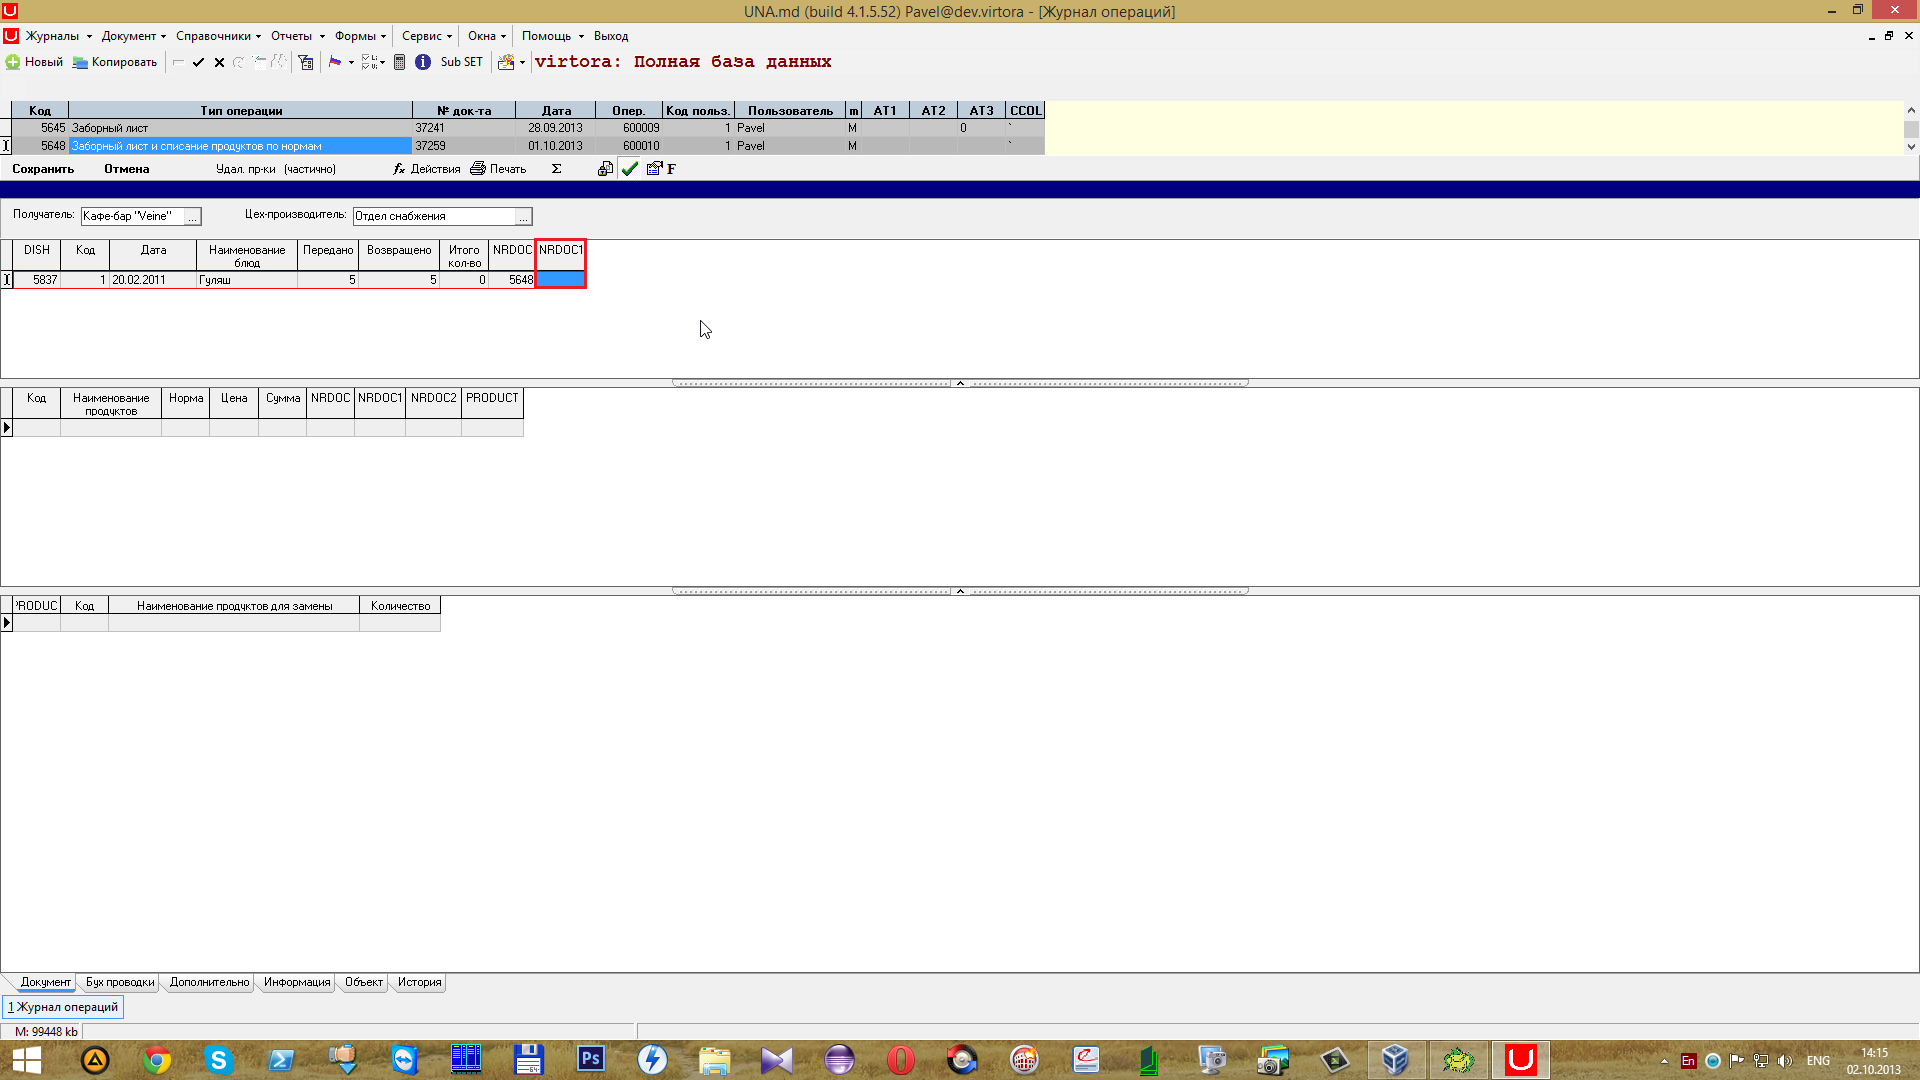 UNA.md (build 4.1.5.52) Pavel@dev.virtora - [Журнал операций]
Журналы Документ Справочники Отчеты Формы Сервис Окна Помощь Выход
Новый Копировать Sub SET virtora: Полная база данных
Код Тип операции № док-та Дата Опер. Код польз. Пользователь m AT1 AT2 AT3 CCOL
5645 Заборный лист 37241 28.09.2013 600009 1 Pavel M 0 `
5648 Заборный лист и списание продуктов по нормам 37259 01.10.2013 600010 1 Pavel M `
Сохранить Отмена Удал. пр-ки (частично) fx Действия Печать Σ F
Получатель: Кафе-бар "Veine" ... Цех-производитель: Отдел снабжения ...
DISH Код Дата Наименование блюд Передано Возвращено Итого кол-во NRDOC NRDOC1
5837 1 20.02.2011 Гуляш 5 5 0 5648
Код Наименование продуктов Норма Цена Сумма NRDOC NRDOC1 NRDOC2 PRODUCT
RODUC Код Наименование продуктов для замены Количество
Документ Бух проводки Дополнительно Информация Объект История
1 Журнал операций
M: 99448 kb
Ps
64
En ENG 14:15
02.10.2013